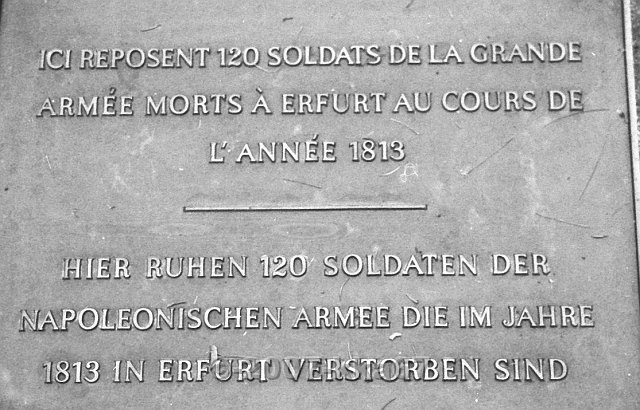 ICI REPOSENT 120 SOLDATS DE LA GRANDE
ARMÉE MORTS À ERFURT AU COURS DE
L'ANNÉE 1813
HIER RUHEN 120 SOLDATEN DER
NAPOLEONISCHEN ARMEE DIE IM JAHRE
1813 IN ERFURT VERSTORBEN SIND